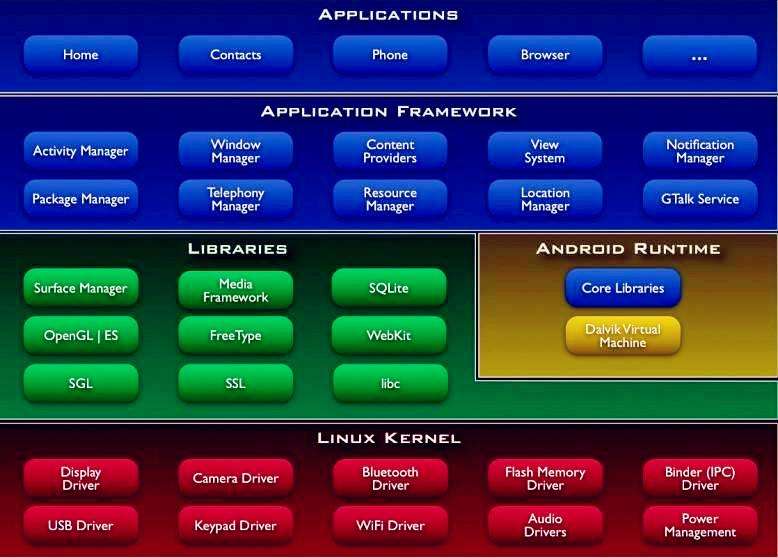 APPLICATIONS
Home
Contacts
Phone
Browser
...
APPLICATION FRAMEWORK
Activity Manager
Window
Manager
Content
Providers
View
System
Notification
Manager
Package Manager
Telephony
Manager
Resource
Manager
Location
Manager
GTalk Service
LIBRARIES
Surface Manager
Media
Framework
SQLite
OpenGL | ES
FreeType
WebKit
SGL
SSL
libc
ANDROID RUNTIME
Core Libraries
Dalvik Virtual
Machine
LINUX KERNEL
Display
Driver
Camera Driver
Bluetooth
Driver
Flash Memory
Driver
Binder (IPC)
Driver
USB Driver
Keypad Driver
WiFi Driver
Audio
Drivers
Power
Management